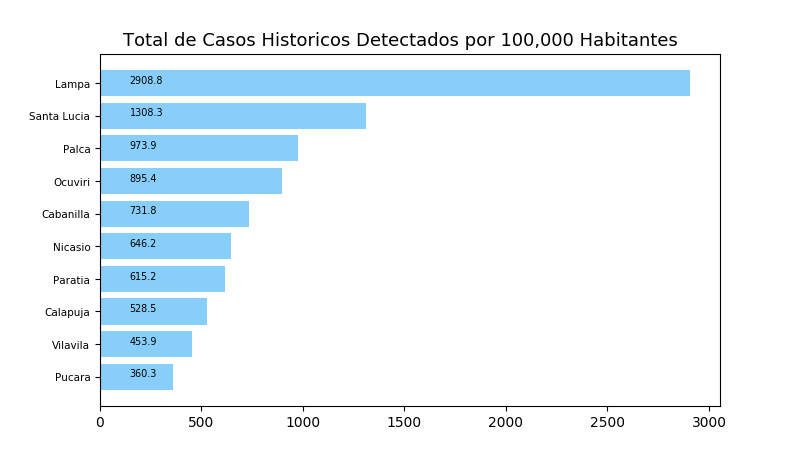 Total de Casos Historicos Detectados por 100,000 Habitantes
Lampa 2908.8
Santa Lucia 1308.3
Palca 973.9
Ocuviri 895.4
Cabanilla 731.8
Nicasio 646.2
Paratia 615.2
Calapuja 528.5
Vilavila 453.9
Pucara 360.3
0 500 1000 1500 2000 2500 3000